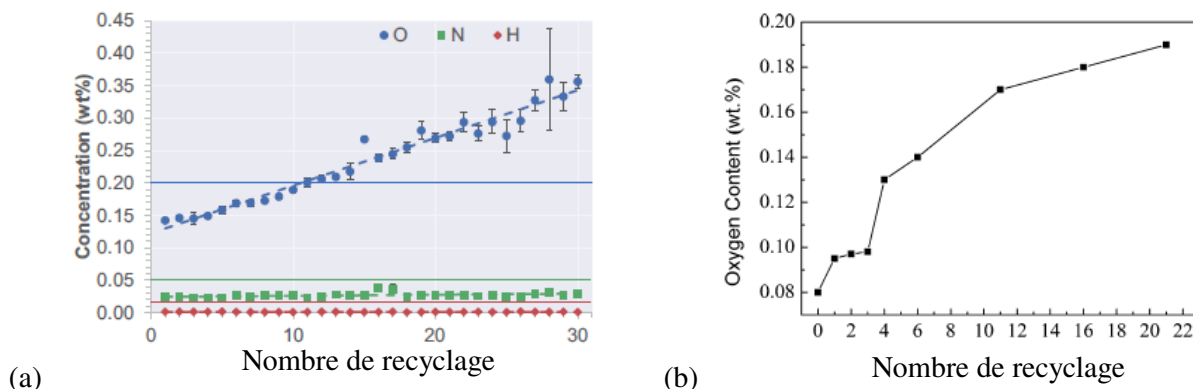 O N H
Concentration (wt%)
0.45
0.40
0.35
0.30
0.25
0.20
0.15
0.10
0.05
0.00
0 10 20 30
Nombre de recyclage
(a)
Oxygen Content (wt.%)
0.20
0.18
0.16
0.14
0.12
0.10
0.08
0 2 4 6 8 10 12 14 16 18 20 22
Nombre de recyclage
(b)